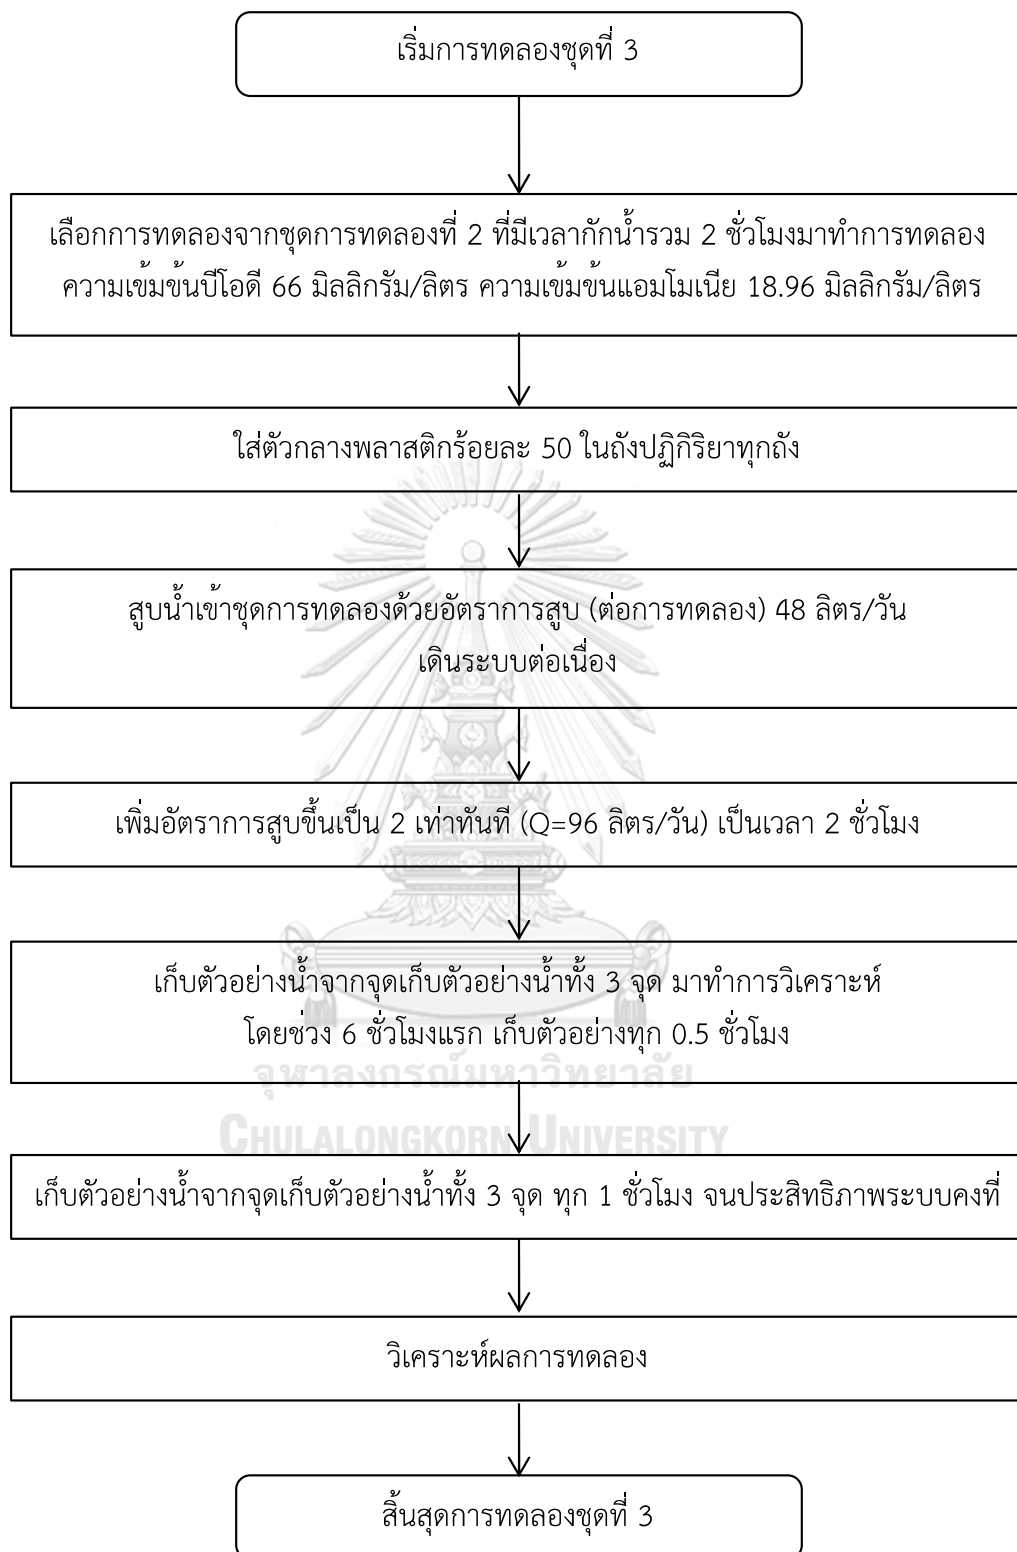 เริ่มการทดลองชุดที่ 3
เลือกการทดลองจากชุดการทดลองที่ 2 ที่มีเวลากักน้ำรวม 2 ชั่วโมงมาทำการทดลอง
ความเข้มข้นบีโอดี 66 มิลลิกรัม/ลิตร ความเข้มข้นแอมโมเนีย 18.96 มิลลิกรัม/ลิตร
ใส่ตัวกลางพลาสติกร้อยละ 50 ในถังปฏิกิริยาทุกถัง
สูบน้ำเข้าชุดการทดลองด้วยอัตราการสูบ (ต่อการทดลอง) 48 ลิตร/วัน
เดินระบบต่อเนื่อง
เพิ่มอัตราการสูบขึ้นเป็น 2 เท่าทันที (Q=96 ลิตร/วัน) เป็นเวลา 2 ชั่วโมง
เก็บตัวอย่างน้ำจากจุดเก็บตัวอย่างน้ำทั้ง 3 จุด มาทำการวิเคราะห์
โดยช่วง 6 ชั่วโมงแรก เก็บตัวอย่างทุก 0.5 ชั่วโมง
จุฬาลงกรณ์มหาวิทยาลัย
CHULALONGKORN UNIVERSITY
เก็บตัวอย่างน้ำจากจุดเก็บตัวอย่างน้ำทั้ง 3 จุด ทุก 1 ชั่วโมง จนประสิทธิภาพระบบคงที่
วิเคราะห์ผลการทดลอง
สิ้นสุดการทดลองชุดที่ 3